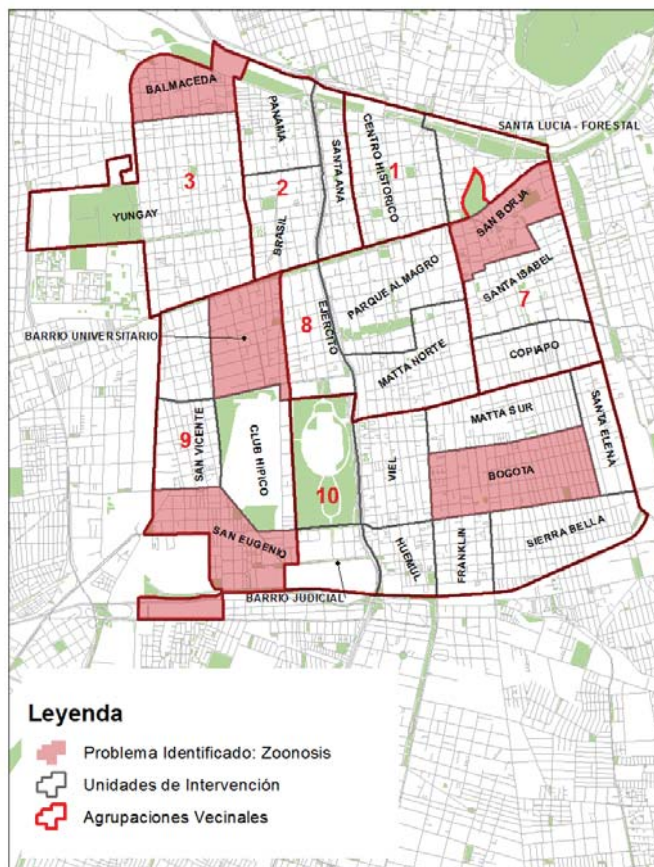 BALMACEDA
PANAMA
SANTA LUCIA - FORESTAL
CENTRO HISTORICO
SANTA ANA
1
3
2
SAN BORJA
YUNGAY
BRASIL
SANTA ISABEL
PARQUE ALMAGRO
7
EJERCITO
8
BARRIO UNIVERSITARIO
COPIAPO
MATTA NORTE
MATTA SUR
SANTA ELENA
SAN VICENTE
9
CLUB HIPICO
VIEL
BOGOTA
10
SAN EUGENIO
SIERRA BELLA
HUEMUL
FRANKLIN
BARRIO JUDICIAL
Leyenda
Problema Identificado: Zoonosis
Unidades de Intervención
Agrupaciones Vecinales